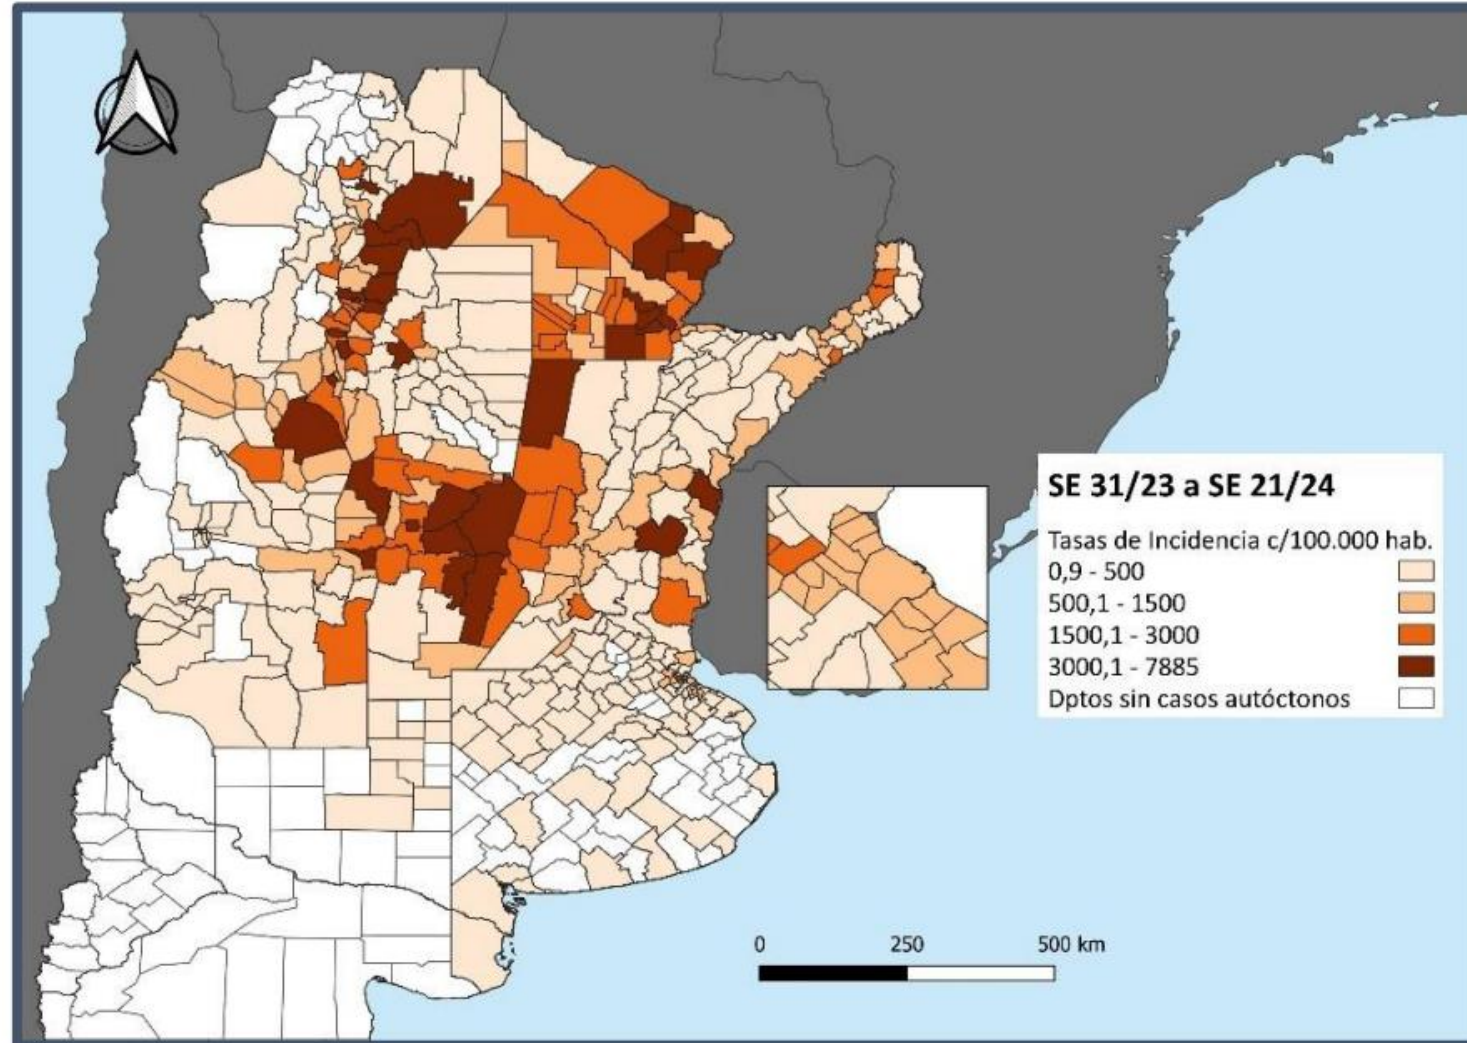 SE 31/23 a SE 21/24
Tasas de Incidencia c/100.000 hab.
0,9 - 500
500,1 - 1500
1500,1 - 3000
3000,1 - 7885
Dptos sin casos autóctonos
0 250 500 km